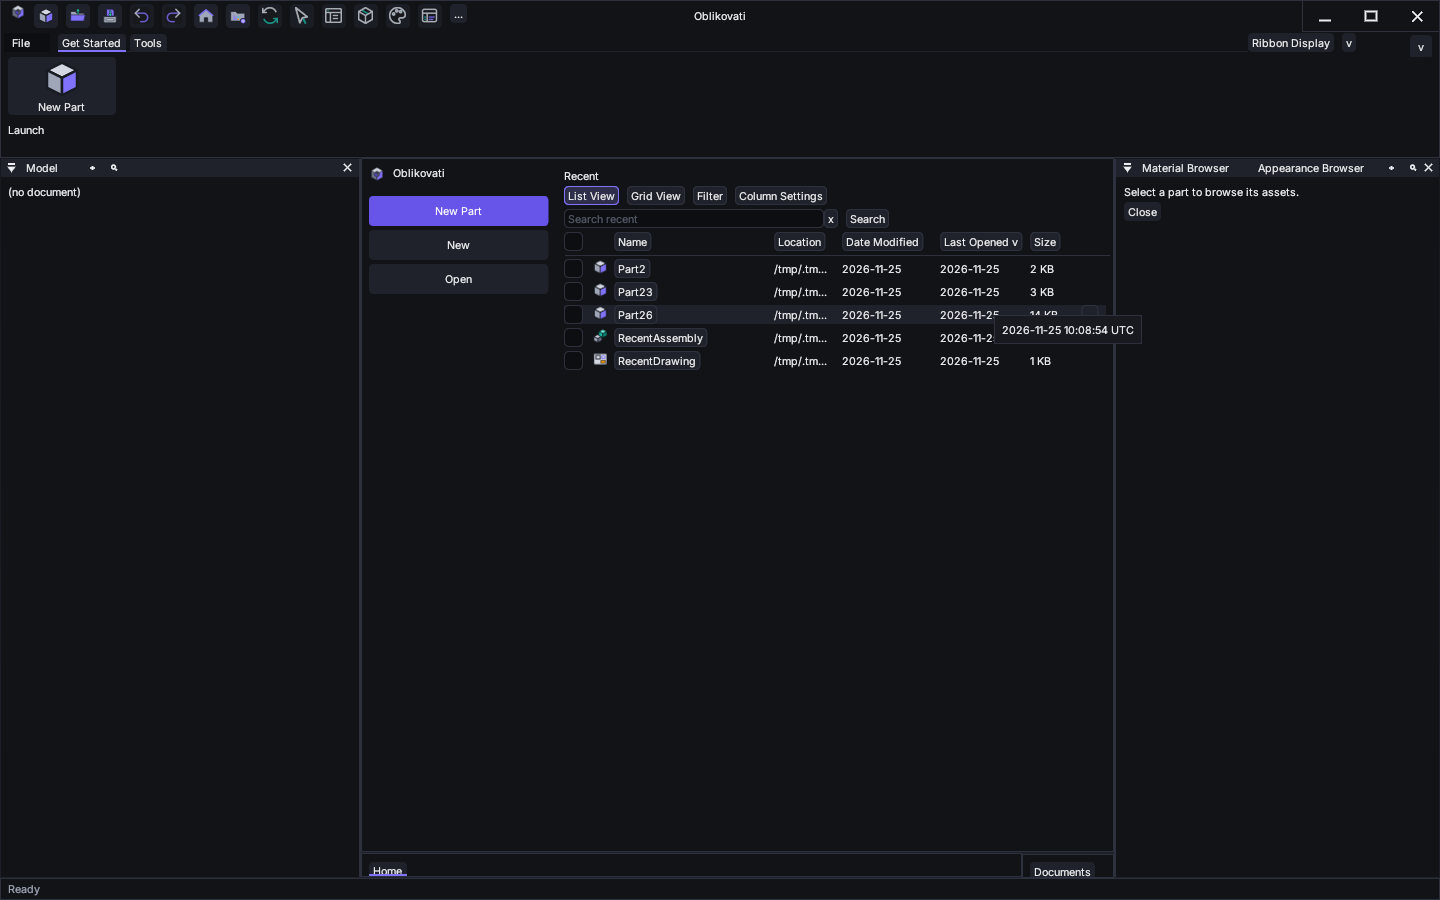 Oblikovati
File
Get Started
Tools
Ribbon Display
v
v
New Part
Launch
Model
(no document)
Oblikovati
New Part
New
Open
Recent
List View
Grid View
Filter
Column Settings
Search recent
x
Search
Name
Location
Date Modified
Last Opened v
Size
Part2
/tmp/.tm...
2026-11-25
2026-11-25
2 KB
Part23
/tmp/.tm...
2026-11-25
2026-11-25
3 KB
Part26
/tmp/.tm...
2026-11-25
2026-11-25
14 KB
2026-11-25 10:08:54 UTC
RecentAssembly
/tmp/.tm...
2026-11-25
2026-11-2
RecentDrawing
/tmp/.tm...
2026-11-25
2026-11-25
1 KB
Material Browser
Appearance Browser
Select a part to browse its assets.
Close
Home
Documents
Ready